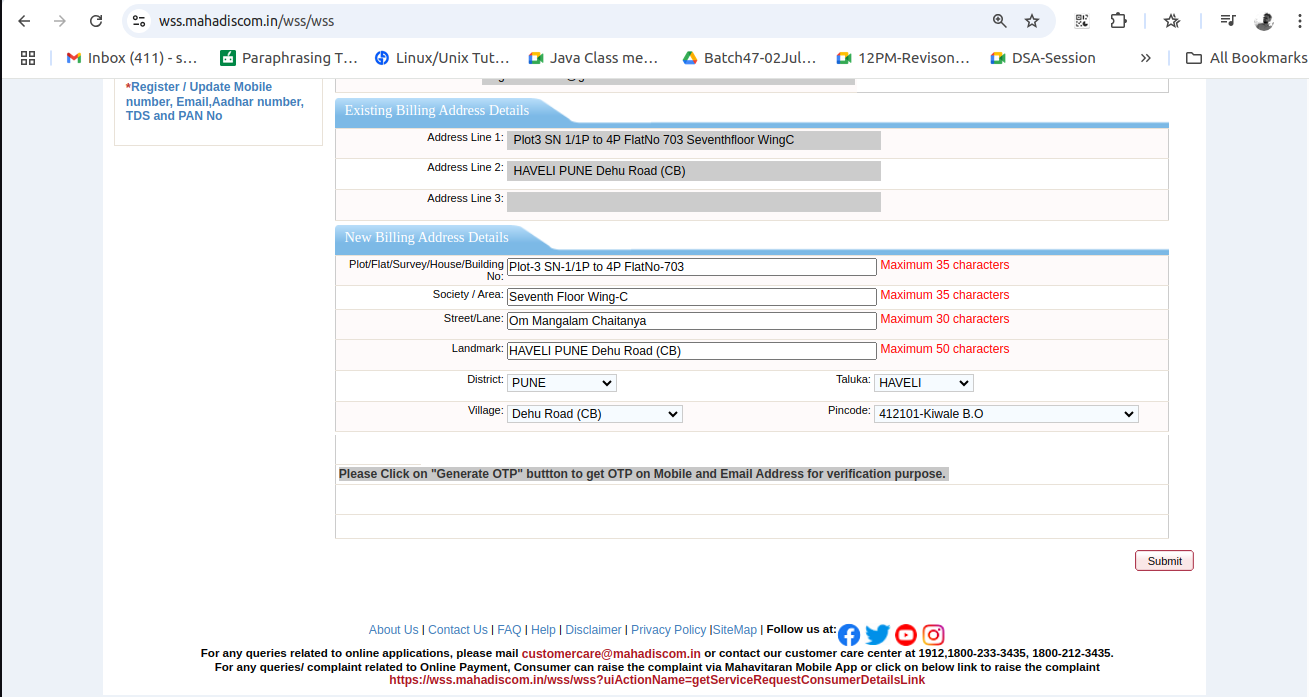 wss.mahadiscom.in/wss/wss
Inbox (411) - s...
Paraphrasing T...
Linux/Unix Tut...
Java Class me...
Batch47-02Jul...
12PM-Revison...
DSA-Session
»
All Bookmarks
*Register / Update Mobile
number, Email,Aadhar number,
TDS and PAN No
Existing Billing Address Details
Address Line 1: Plot3 SN 1/1P to 4P FlatNo 703 Seventhfloor WingC
Address Line 2: HAVELI PUNE Dehu Road (CB)
Address Line 3:
New Billing Address Details
Plot/Flat/Survey/House/Building
No: Plot-3 SN-1/1P to 4P FlatNo-703 Maximum 35 characters
Society / Area: Seventh Floor Wing-C Maximum 35 characters
Street/Lane: Om Mangalam Chaitanya Maximum 30 characters
Landmark: HAVELI PUNE Dehu Road (CB) Maximum 50 characters
District: PUNE Taluka: HAVELI
Village: Dehu Road (CB) Pincode: 412101-Kiwale B.O
Please Click on "Generate OTP" buttton to get OTP on Mobile and Email Address for verification purpose.
Submit
About Us | Contact Us | FAQ | Help | Disclaimer | Privacy Policy |SiteMap | Follow us at:
For any queries related to online applications, please mail customercare@mahadiscom.in or contact our customer care center at 1912,1800-233-3435, 1800-212-3435.
For any queries/ complaint related to Online Payment, Consumer can raise the complaint via Mahavitaran Mobile App or click on below link to raise the complaint
https://wss.mahadiscom.in/wss/wss?uiActionName=getServiceRequestConsumerDetailsLink